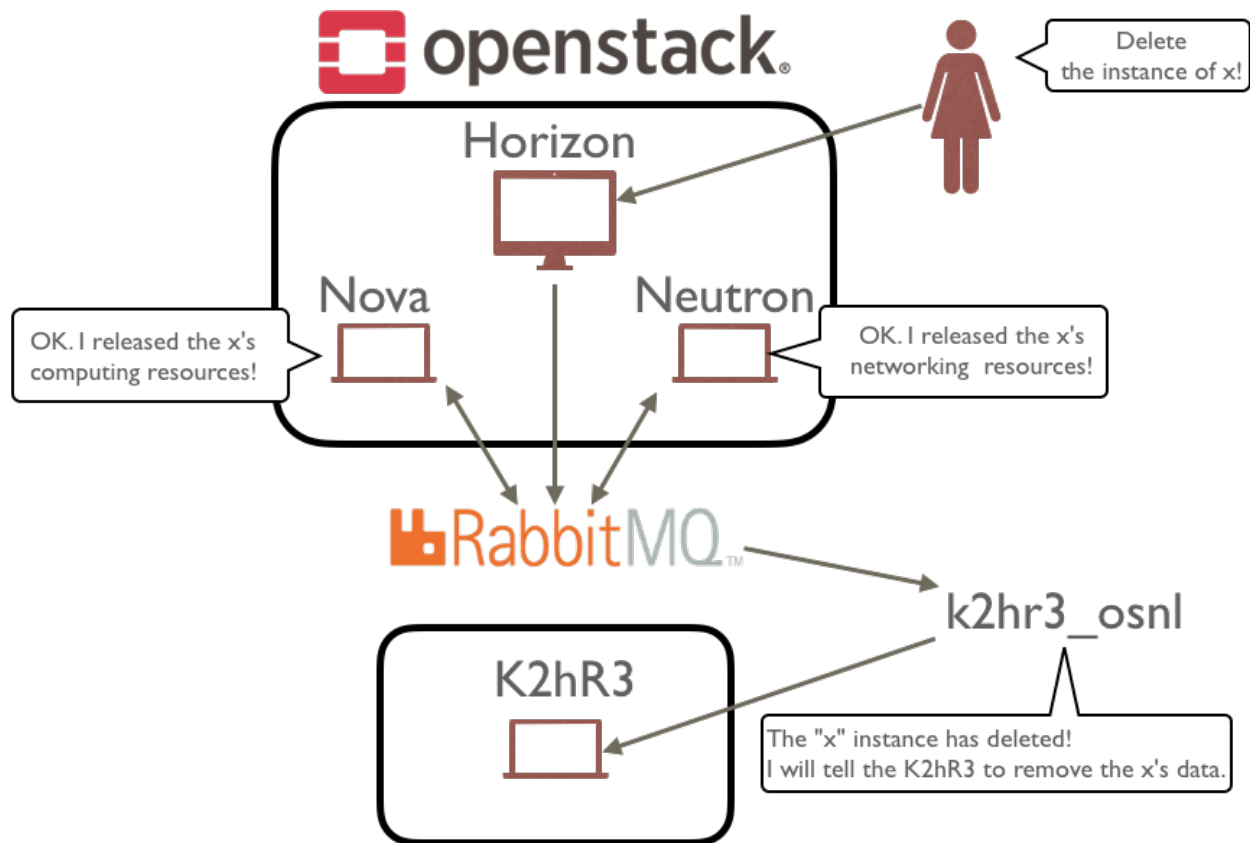 openstack®
Delete
the instance of x!
Horizon
Nova
Neutron
OK. I released the x's
computing resources!
OK. I released the x's
networking  resources!
RabbitMQ™
k2hr3_osnl
K2hR3
The "x" instance has deleted!
I will tell the K2hR3 to remove the x's data.